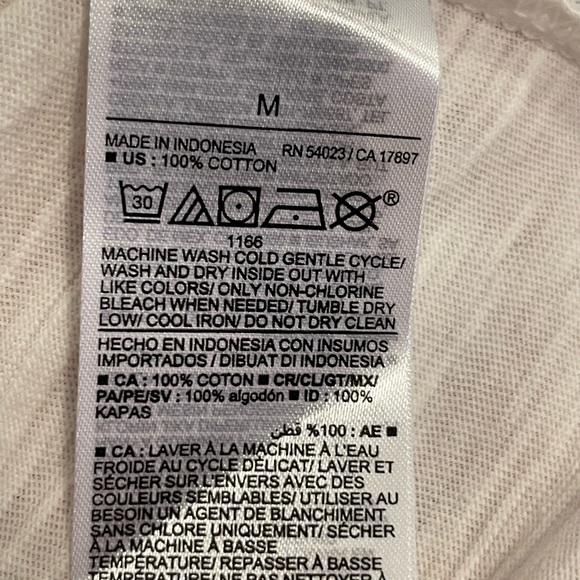 M
MADE IN INDONESIA RN 54023 / CA 17897
■ US : 100% COTTON
30
®
1166
MACHINE WASH COLD GENTLE CYCLE/
WASH AND DRY INSIDE OUT WITH
LIKE COLORS/ ONLY NON-CHLORINE
BLEACH WHEN NEEDED/ TUMBLE DRY
LOW/ COOL IRON/ DO NOT DRY CLEAN
HECHO EN INDONESIA CON INSUMOS
IMPORTADOS / DIBUAT DI INDONESIA
■ CA : 100% COTON ■ CR/CL/GT/MX/
PA/PE/SV : 100% algodón ■ ID : 100%
KAPAS
■ AE : 100% قطن
■ CA : LAVER À LA MACHINE À L'EAU
FROIDE AU CYCLE DÉLICAT/ LAVER ET
SÉCHER SUR L'ENVERS AVEC DES
COULEURS SEMBLABLES/ UTILISER AU
BESOIN UN AGENT DE BLANCHIMENT
SANS CHLORE UNIQUEMENT/ SÉCHER
À LA MACHINE À BASSE
TEMPÉRATURE/ REPASSER À BASSE
TEMPÉRATURE/ NE PAS NETTOYER À